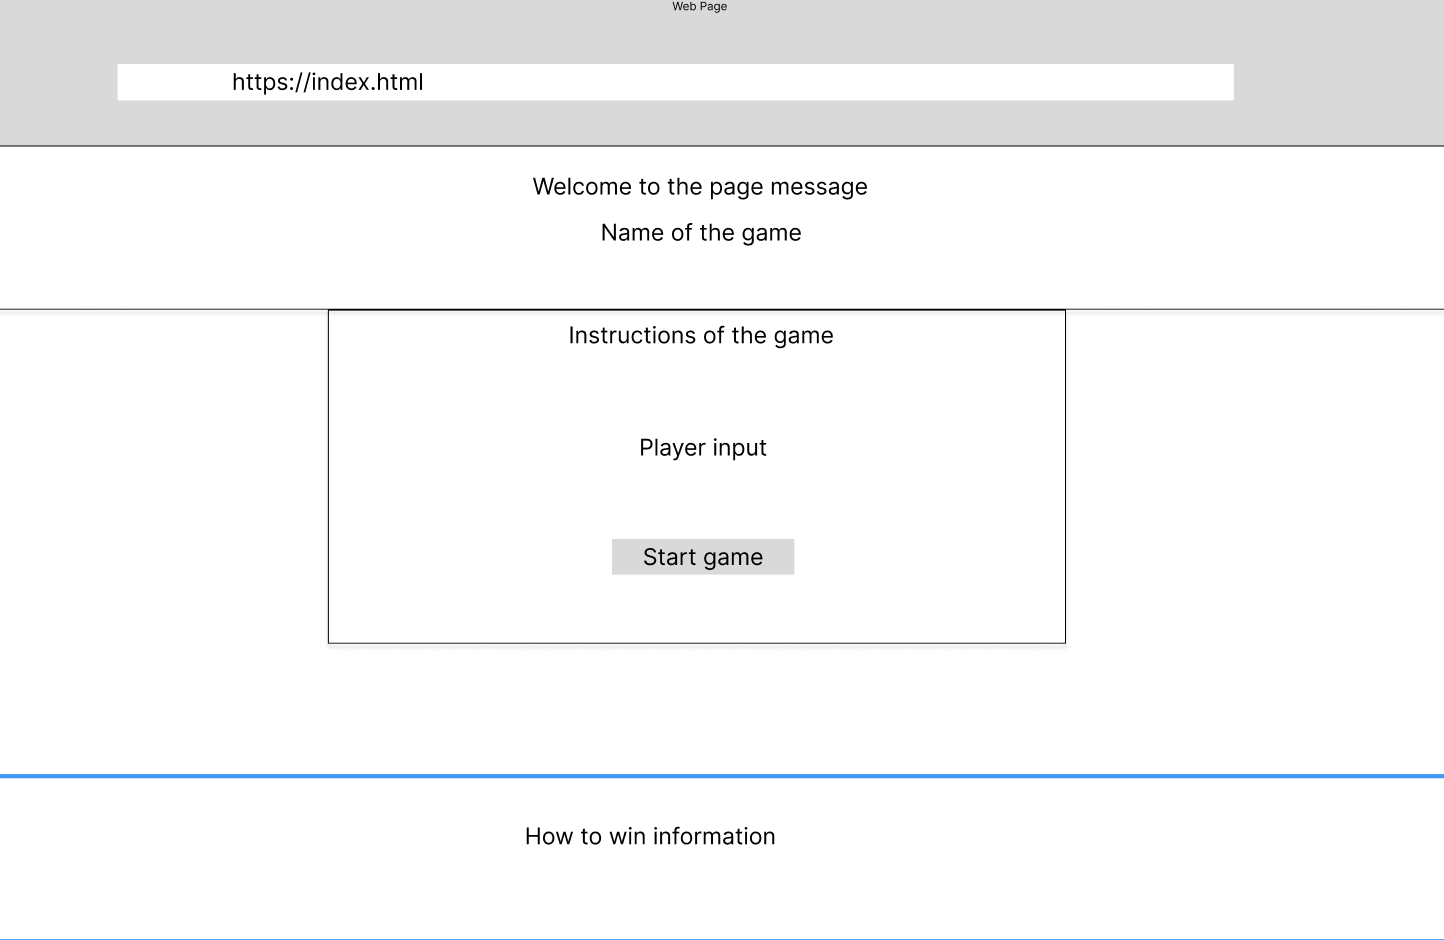 Web Page
https://index.html
Welcome to the page message
Name of the game
Instructions of the game
Player input
Start game
How to win information